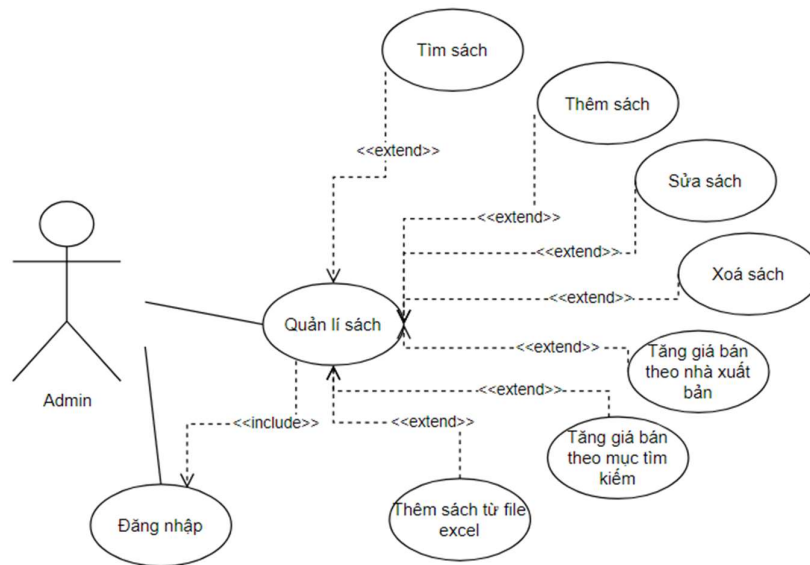 Tìm sách
Thêm sách
<<extend>>
Sửa sách
<<extend>>
<<extend>>
Xoá sách
<<extend>>
Quản lí sách
<<extend>>
Tăng giá bán
theo nhà xuất
bản
Admin
<<extend>>
<<include>>
<<extend>>
Tăng giá bán
theo mục tìm
kiếm
Đăng nhập
Thêm sách từ file
excel